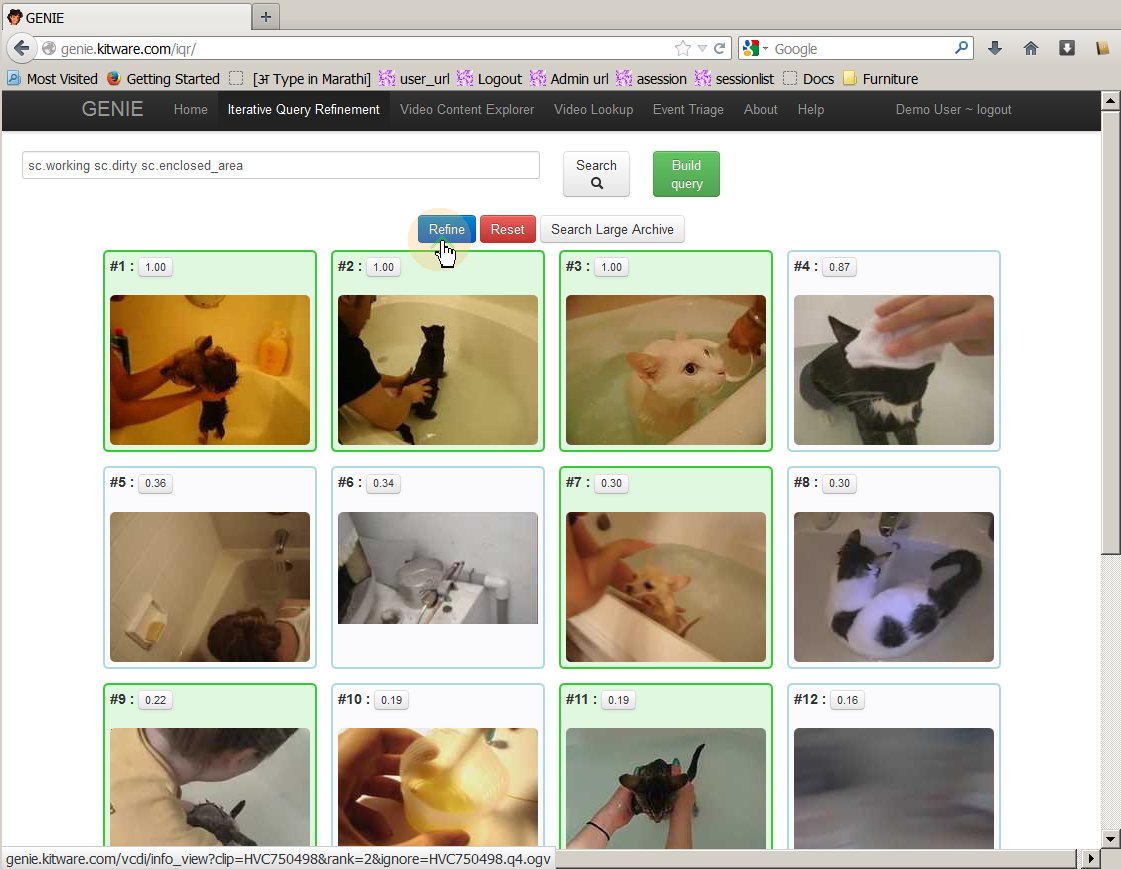 GENIE
genie.kitware.com/iqr/
Google
Most Visited Getting Started [अ Type in Marathi] user_url Logout Admin url asession sessionlist Docs Furniture
GENIE Home Iterative Query Refinement Video Content Explorer Video Lookup Event Triage About Help Demo User ~ logout
sc.working sc.dirty sc.enclosed_area
Search
Build
query
Refine Reset Search Large Archive
#1 : 1.00 #2 : 1.00 #3 : 1.00 #4 : 0.87
#5 : 0.36 #6 : 0.34 #7 : 0.30 #8 : 0.30
#9 : 0.22 #10 : 0.19 #11 : 0.19 #12 : 0.16
genie.kitware.com/vcdi/info_view?clip=HVC750498&rank=2&ignore=HVC750498.q4.ogv